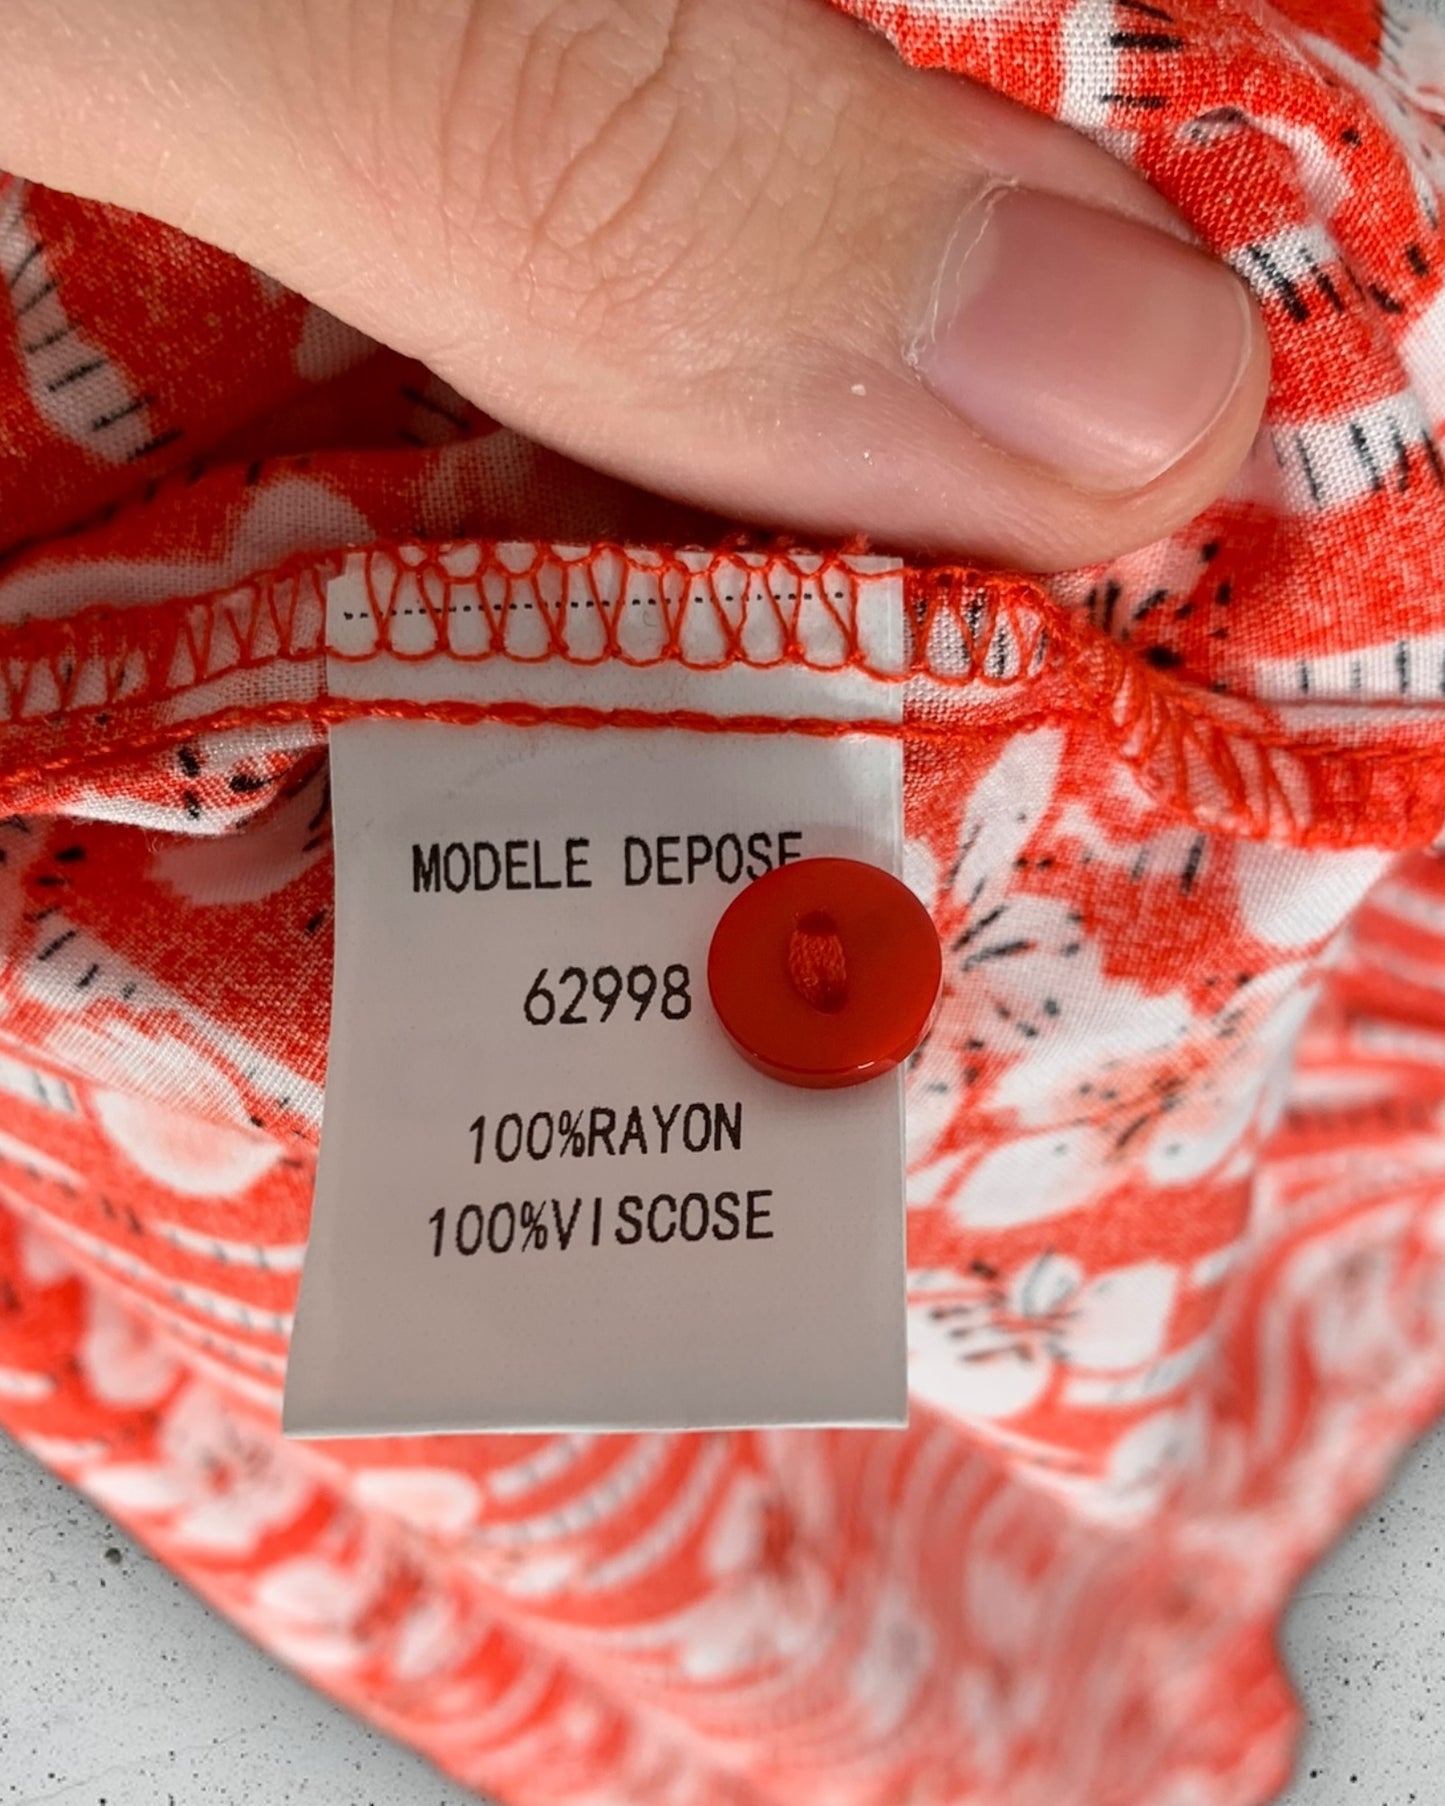 MODELE DEPOSE
62998
100%RAYON
100%VISCOSE